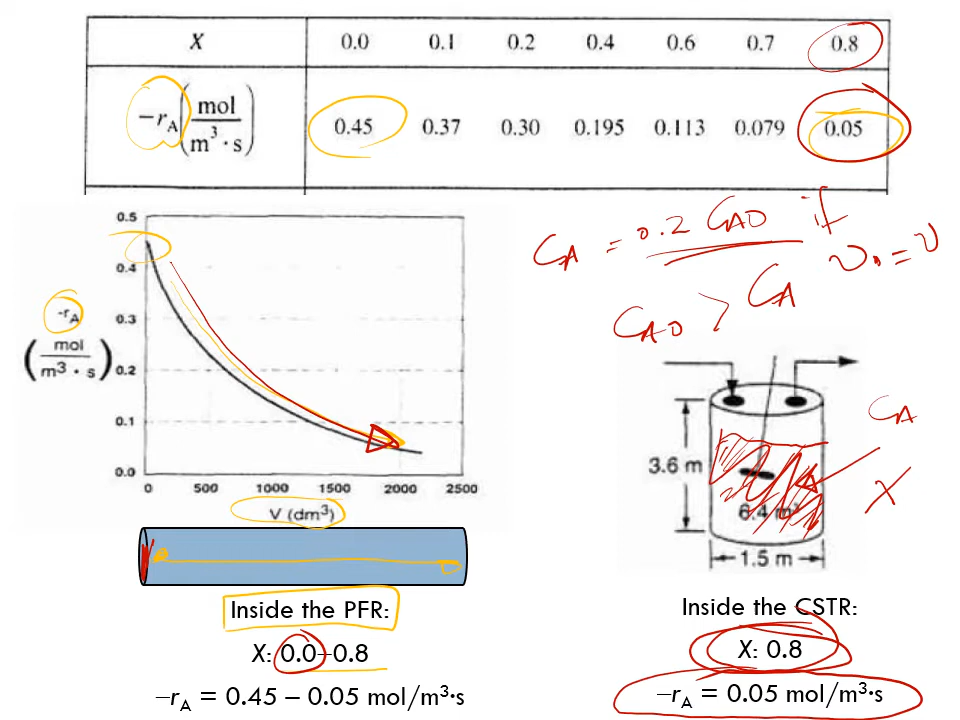 X 0.0 0.1 0.2 0.4 0.6 0.7 0.8
−rA (mol/m³·s) 0.45 0.37 0.30 0.195 0.113 0.079 0.05
CA = 0.2 CA0 if
v0 = v
CA0 > CA
0.5
0.4
0.3
0.2
0.1
0.0
-rA
(mol/m³·s)
0 500 1000 1500 2000 2500
V (dm³)
CA
X
3.6 m
6.4 m³
1.5 m
Inside the PFR:
X: 0.0–0.8
−rA = 0.45 – 0.05 mol/m³·s
Inside the CSTR:
X: 0.8
−rA = 0.05 mol/m³·s